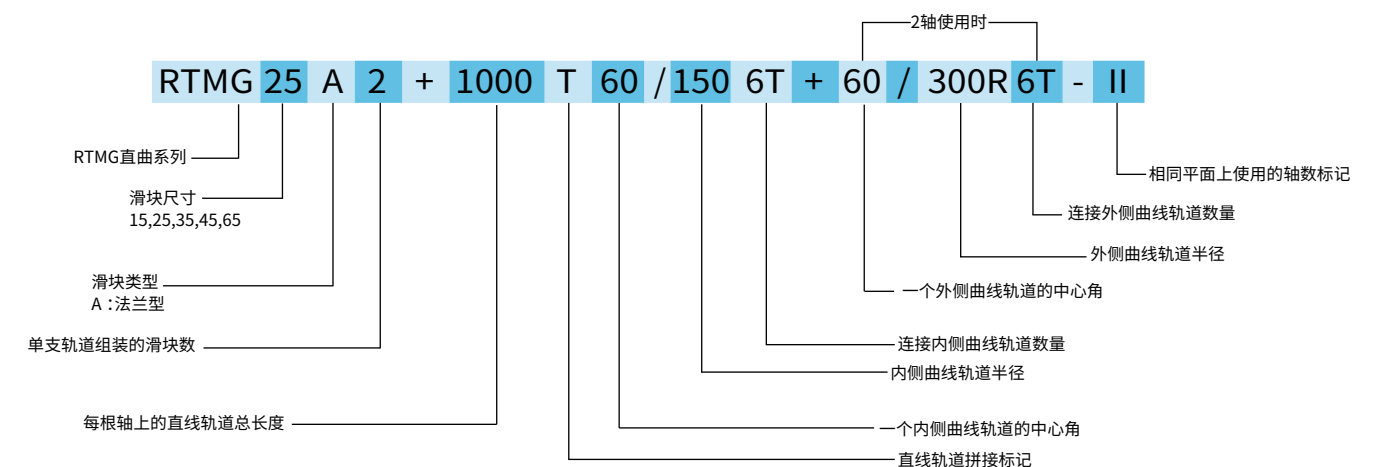 2轴使用时
RTMG 25 A 2 + 1000 T 60 / 150 6T + 60 / 300R 6T - II
RTMG直曲系列
相同平面上使用的轴数标记
滑块尺寸
15,25,35,45,65
连接外侧曲线轨道数量
外侧曲线轨道半径
滑块类型
A：法兰型
一个外侧曲线轨道的中心角
单支轨道组装的滑块数
连接内侧曲线轨道数量
内侧曲线轨道半径
每根轴上的直线轨道总长度
一个内侧曲线轨道的中心角
直线轨道拼接标记